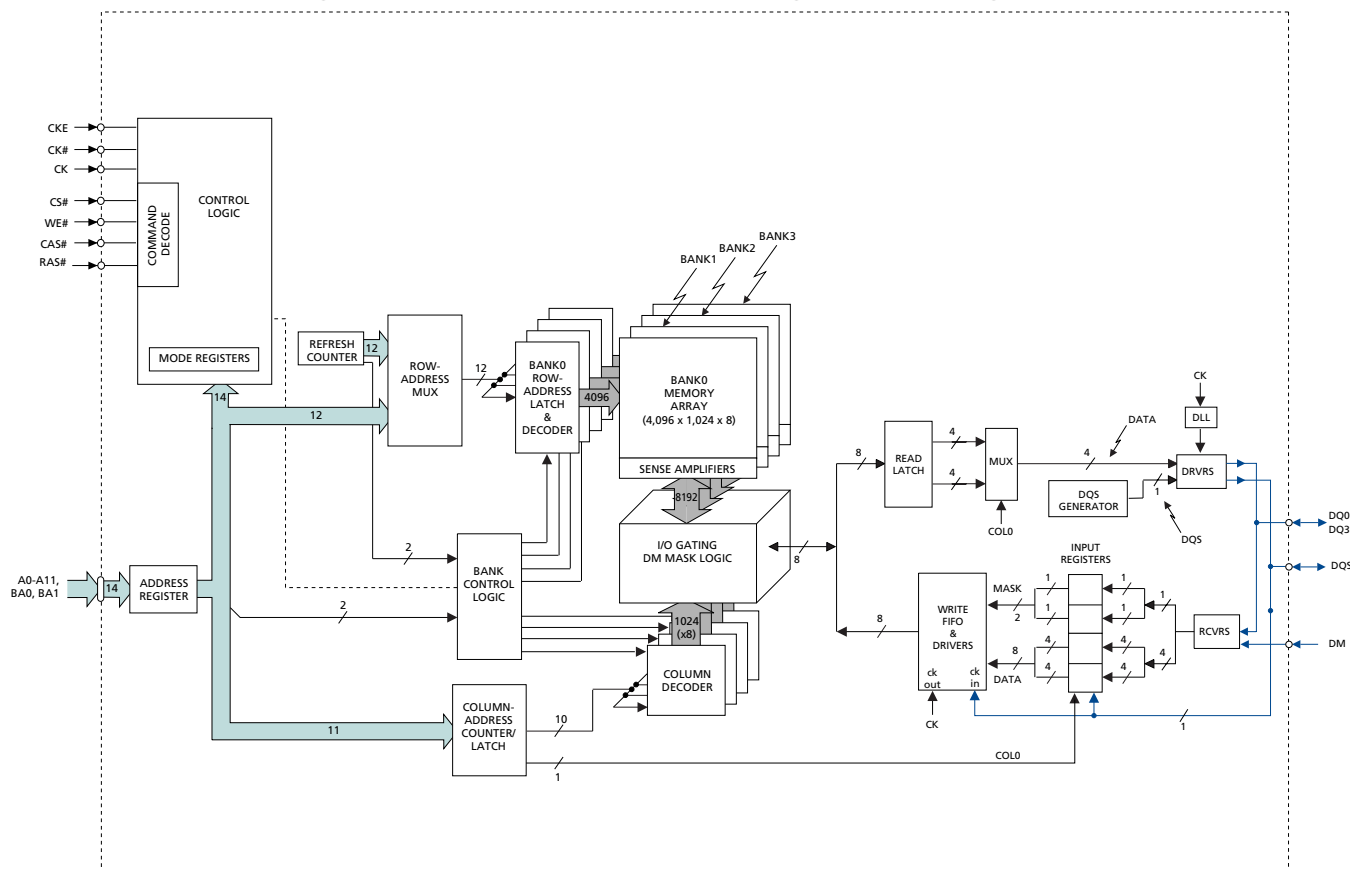 CKE
CK#
CK
CS#
WE#
CAS#
RAS#
COMMAND
DECODE
CONTROL
LOGIC
MODE REGISTERS
BANK3
BANK2
BANK1
REFRESH
COUNTER
12
ROW-
ADDRESS
MUX
12
14
12
BANK0
ROW-
ADDRESS
LATCH
&
DECODER
4096
BANK0
MEMORY
ARRAY
(4,096 x 1,024 x 8)
SENSE AMPLIFIERS
8192
I/O GATING
DM MASK LOGIC
8
8
READ
LATCH
4
4
MUX
COL0
4
DATA
CK
DLL
DRVRS
DQS
GENERATOR
1
DQS
DQ0
DQ3
DQS
DM
A0-A11,
BA0, BA1
14
ADDRESS
REGISTER
2
2
BANK
CONTROL
LOGIC
1024
(x8)
COLUMN
DECODER
11
COLUMN-
ADDRESS
COUNTER/
LATCH
10
1
COL0
8
WRITE
FIFO
&
DRIVERS
ck
out
ck
in
CK
MASK
2
8
DATA
INPUT
REGISTERS
1
1
4
4
1
1
4
4
1
4
RCVRS
1